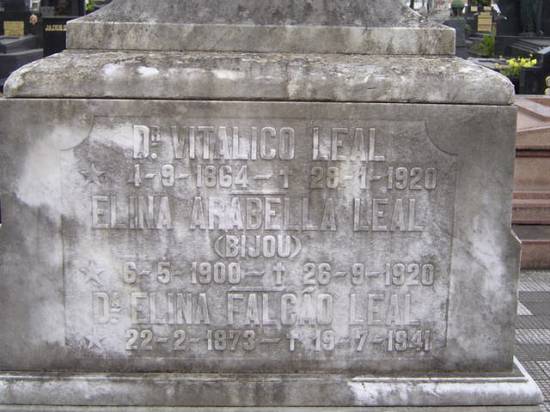 Dr VITALICO LEAL
☆ 1-9-1864-† 28-1-1920
ELINA ARABELLA LEAL
(BIJOU)
☆ 6-5-1900-† 26-9-1920
Da ELINA FALCÃO LEAL
☆ 22-2-1873-† 19-7-1941